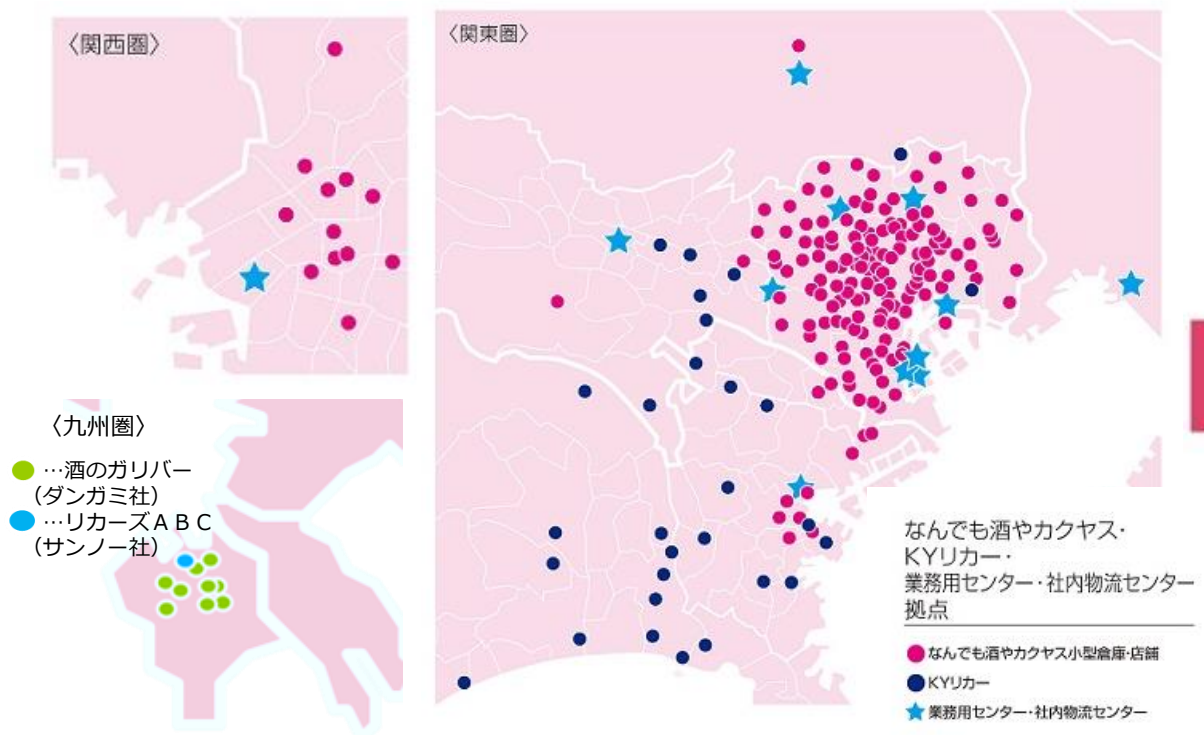 〈関西圏〉
〈関東圏〉
〈九州圏〉
…酒のガリバー
（ダンガミ社）
…リカーズＡＢＣ
（サンノー社）
なんでも酒やカクヤス・
KYリカー・
業務用センター・社内物流センター
拠点
なんでも酒やカクヤス小型倉庫・店舗
KYリカー
業務用センター・社内物流センター